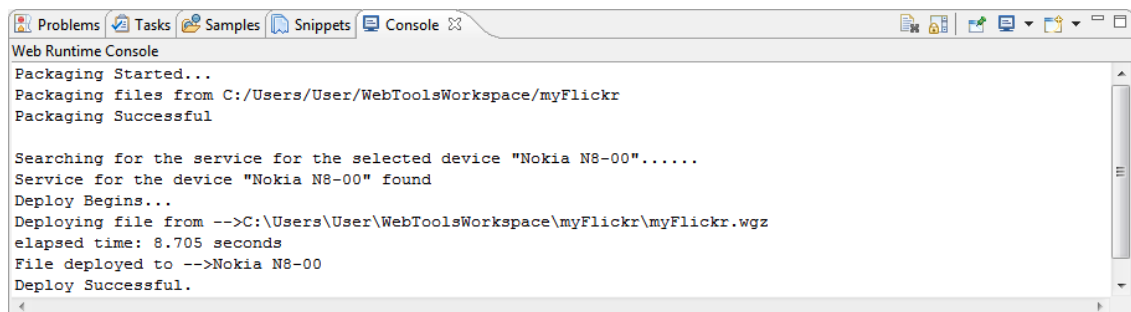 Problems Tasks Samples Snippets Console
Web Runtime Console
Packaging Started...
Packaging files from C:/Users/User/WebToolsWorkspace/myFlickr
Packaging Successful
Searching for the service for the selected device "Nokia N8-00"......
Service for the device "Nokia N8-00" found
Deploy Begins...
Deploying file from -->C:\Users\User\WebToolsWorkspace\myFlickr\myFlickr.wgz
elapsed time: 8.705 seconds
File deployed to -->Nokia N8-00
Deploy Successful.